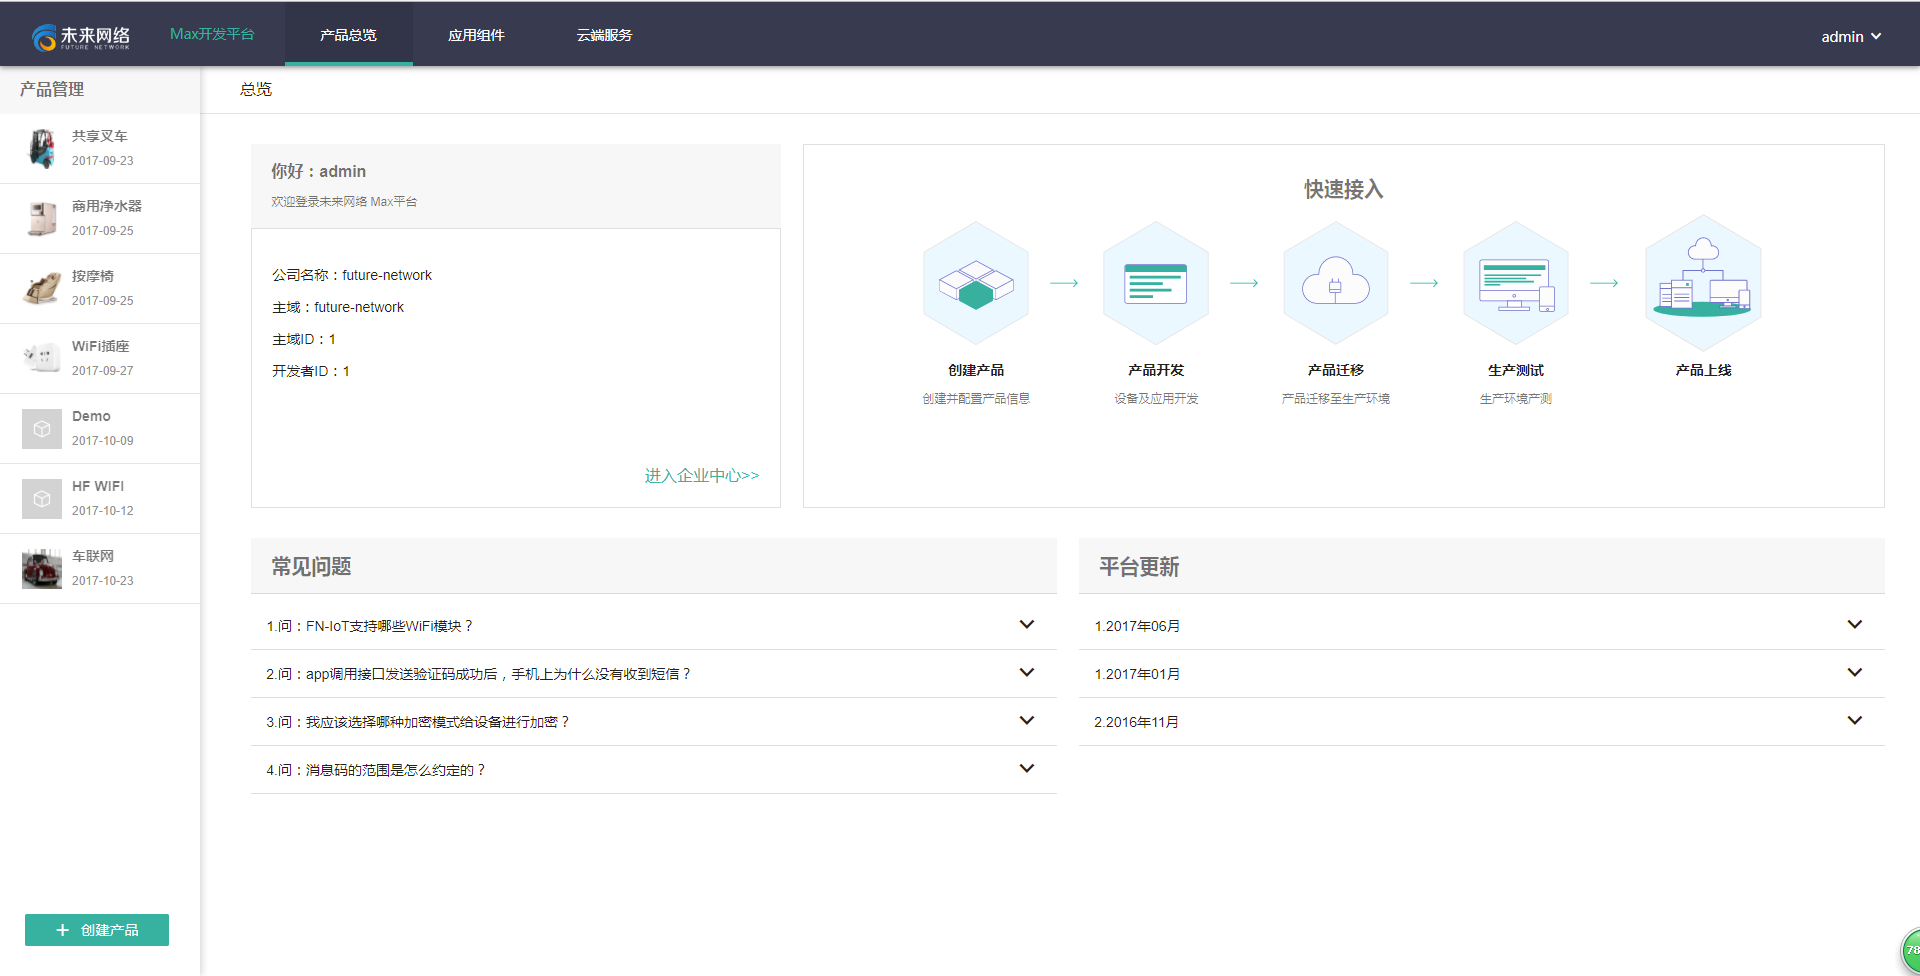 未来网络
FUTURE NETWORK
Max开发平台
产品总览
应用组件
云端服务
admin
产品管理
共享叉车
2017-09-23
商用净水器
2017-09-25
按摩椅
2017-09-25
WiFi插座
2017-09-27
Demo
2017-10-09
HF WIFI
2017-10-12
车联网
2017-10-23
+ 创建产品
总览
你好：admin
欢迎登录未来网络 Max平台
公司名称：future-network
主域：future-network
主域ID：1
开发者ID：1
进入企业中心>>
快速接入
创建产品
创建并配置产品信息
产品开发
设备及应用开发
产品迁移
产品迁移至生产环境
生产测试
生产环境产测
产品上线
常见问题
1.问：FN-IoT支持哪些WiFi模块？
2.问：app调用接口发送验证码成功后，手机上为什么没有收到短信？
3.问：我应该选择哪种加密模式给设备进行加密？
4.问：消息码的范围是怎么约定的？
平台更新
1.2017年06月
1.2017年01月
2.2016年11月
78